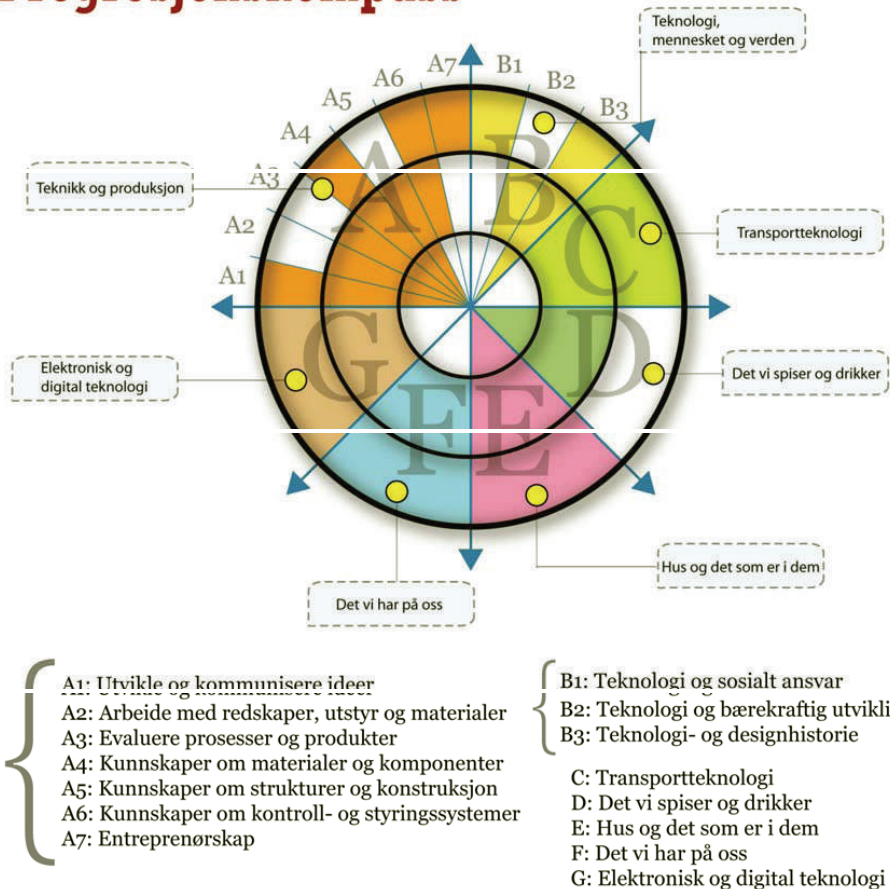 Teknologi,
mennesket og verden
A7
B1
A6
B2
A5
B3
A4
A
B
A3
Teknikk og produksjon
C
A2
Transportteknologi
A1
G
D
Elektronisk og
digital teknologi
Det vi spiser og drikker
F
E
Hus og det som er i dem
Det vi har på oss
A1: Utvikle og kommunisere ideer
A2: Arbeide med redskaper, utstyr og materialer
A3: Evaluere prosesser og produkter
A4: Kunnskaper om materialer og komponenter
A5: Kunnskaper om strukturer og konstruksjon
A6: Kunnskaper om kontroll- og styringssystemer
A7: Entreprenørskap
B1: Teknologi og sosialt ansvar
B2: Teknologi og bærekraftig utvikli
B3: Teknologi- og designhistorie
C: Transportteknologi
D: Det vi spiser og drikker
E: Hus og det som er i dem
F: Det vi har på oss
G: Elektronisk og digital teknologi